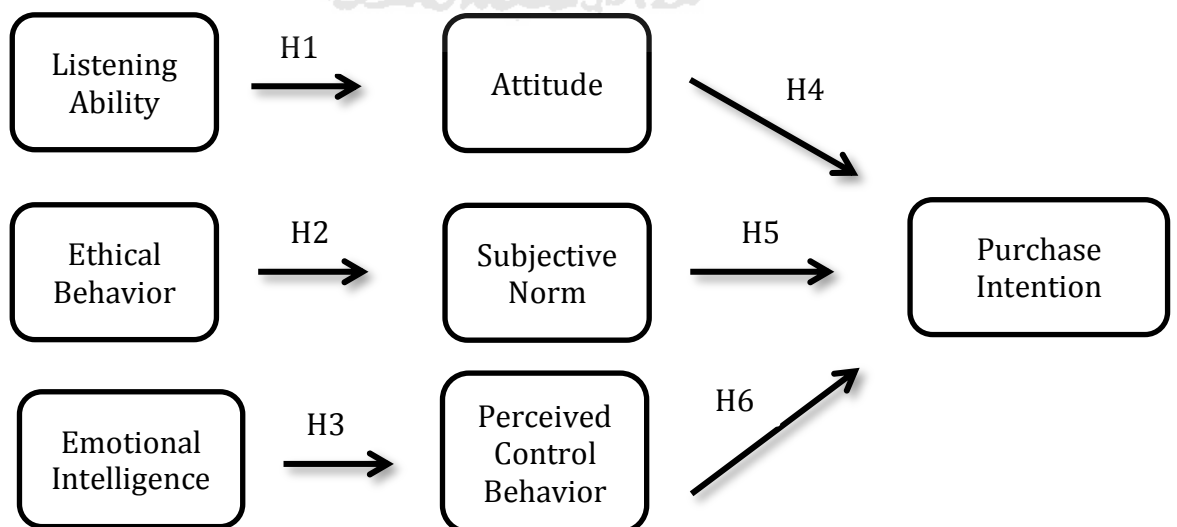 Listening
Ability
H1
Attitude
H4
Ethical
Behavior
H2
Subjective
Norm
H5
Purchase
Intention
Emotional
Intelligence
H3
Perceived
Control
Behavior
H6